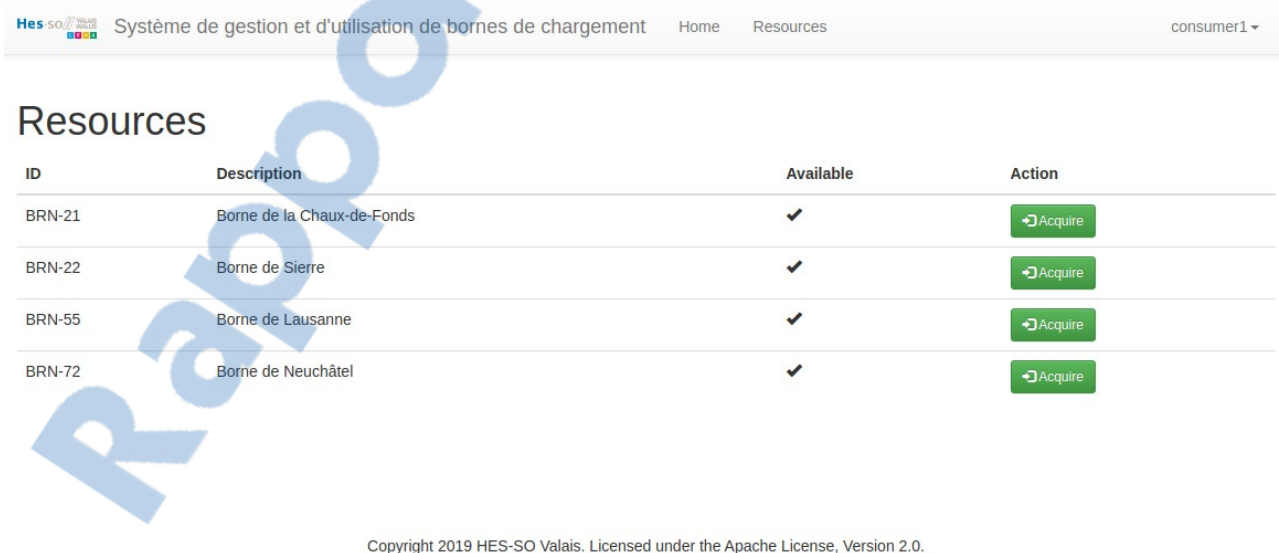 Hes·so VALAIS WALLIS Système de gestion et d'utilisation de bornes de chargement Home Resources consumer1
Resources
ID Description Available Action
BRN-21 Borne de la Chaux-de-Fonds Acquire
BRN-22 Borne de Sierre Acquire
BRN-55 Borne de Lausanne Acquire
BRN-72 Borne de Neuchâtel Acquire
Copyright 2019 HES-SO Valais. Licensed under the Apache License, Version 2.0.
Rappo